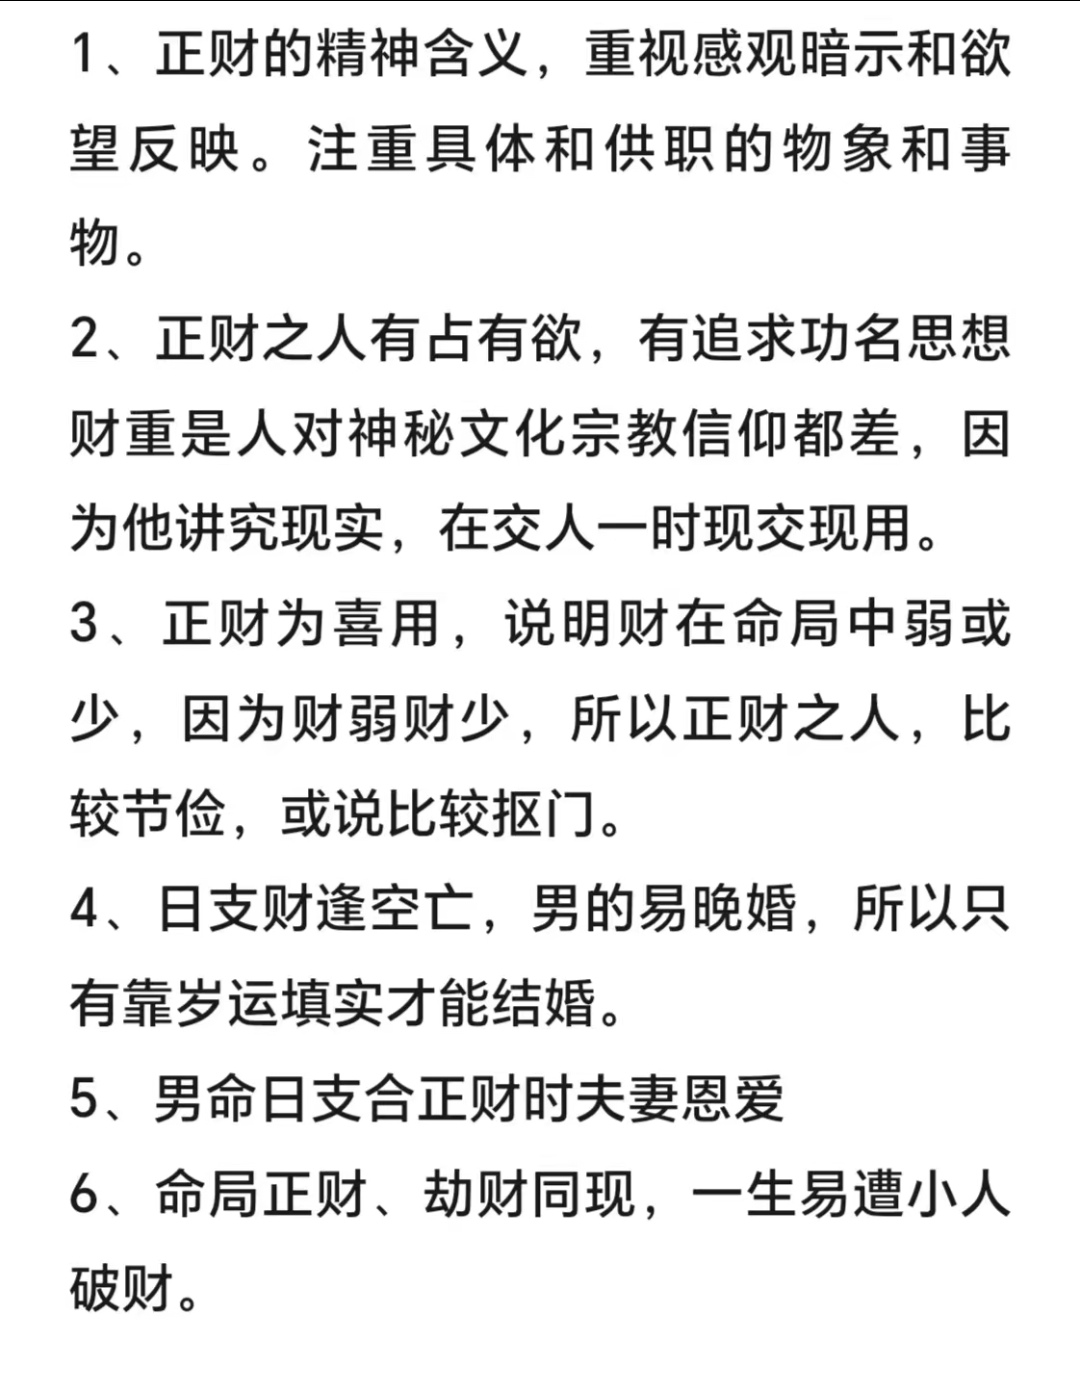 1、正财的精神含义，重视感观暗示和欲
望反映。注重具体和供职的物象和事
物。
2、正财之人有占有欲，有追求功名思想
财重是人对神秘文化宗教信仰都差，因
为他讲究现实，在交人一时现交现用。
3、正财为喜用，说明财在命局中弱或
少，因为财弱财少，所以正财之人，比
较节俭，或说比较抠门。
4、日支财逢空亡，男的易晚婚，所以只
有靠岁运填实才能结婚。
5、男命日支合正财时夫妻恩爱
6、命局正财、劫财同现，一生易遭小人
破财。